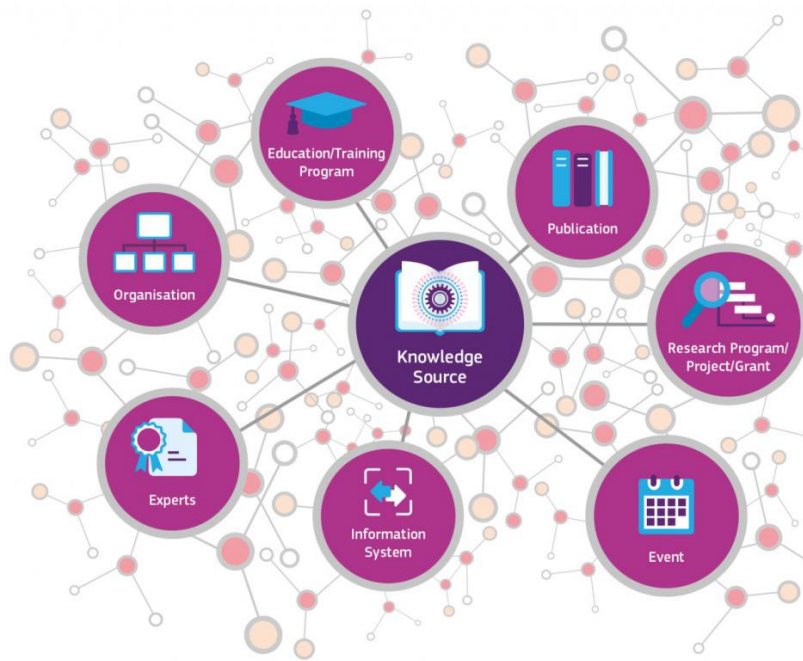 Education/Training
Program
Publication
Organisation
Knowledge
Source
Research Program/
Project/Grant
Experts
Information
System
Event